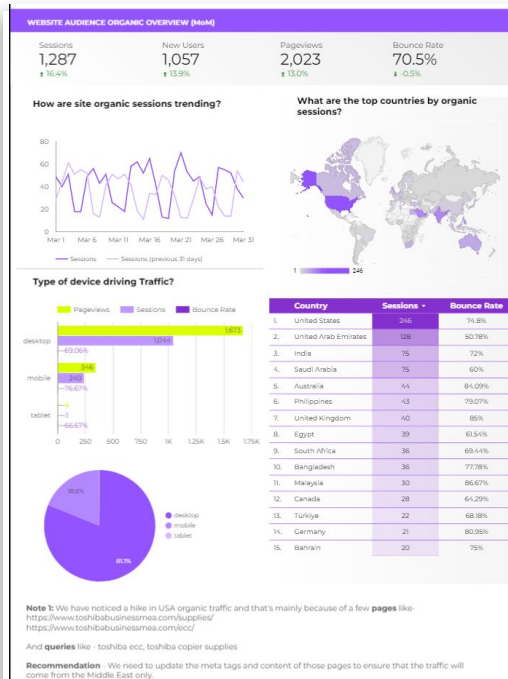 WEBSITE AUDIENCE ORGANIC OVERVIEW (MoM)
Sessions
1,287
16.4%
New Users
1,057
13.9%
Pageviews
2,023
13.0%
Bounce Rate
70.5%
-0.5%
How are site organic sessions trending?
80
60
40
20
0
Mar 1 Mar 6 Mar 11 Mar 16 Mar 21 Mar 26 Mar 31
Sessions Sessions (previous 31 days)
What are the top countries by organic
sessions?
1 246
Type of device driving Traffic?
Pageviews Sessions Bounce Rate
desktop
1,673
1,044
69.06%
mobile
346
240
76.67%
tablet
4
3
66.67%
0 250 500 750 1K 1.25K 1.5K 1.75K
18.6%
81.1%
desktop
mobile
tablet
Country Sessions Bounce Rate
1. United States 246 74.8%
2. United Arab Emirates 128 50.78%
3. India 75 72%
4. Saudi Arabia 75 60%
5. Australia 44 84.09%
6. Philippines 43 79.07%
7. United Kingdom 40 85%
8. Egypt 39 61.54%
9. South Africa 36 69.44%
10. Bangladesh 36 77.78%
11. Malaysia 30 86.67%
12. Canada 28 64.29%
13. Türkiye 22 68.18%
14. Germany 21 80.95%
15. Bahrain 20 75%
Note 1: We have noticed a hike in USA organic traffic and that's mainly because of a few pages like-
https://www.toshibabusinessmea.com/supplies/
https://www.toshibabusinessmea.com/ecc/
And queries like - toshiba ecc, toshiba copier supplies
Recommendation - We need to update the meta tags and content of those pages to ensure that the traffic will
come from the Middle East only.